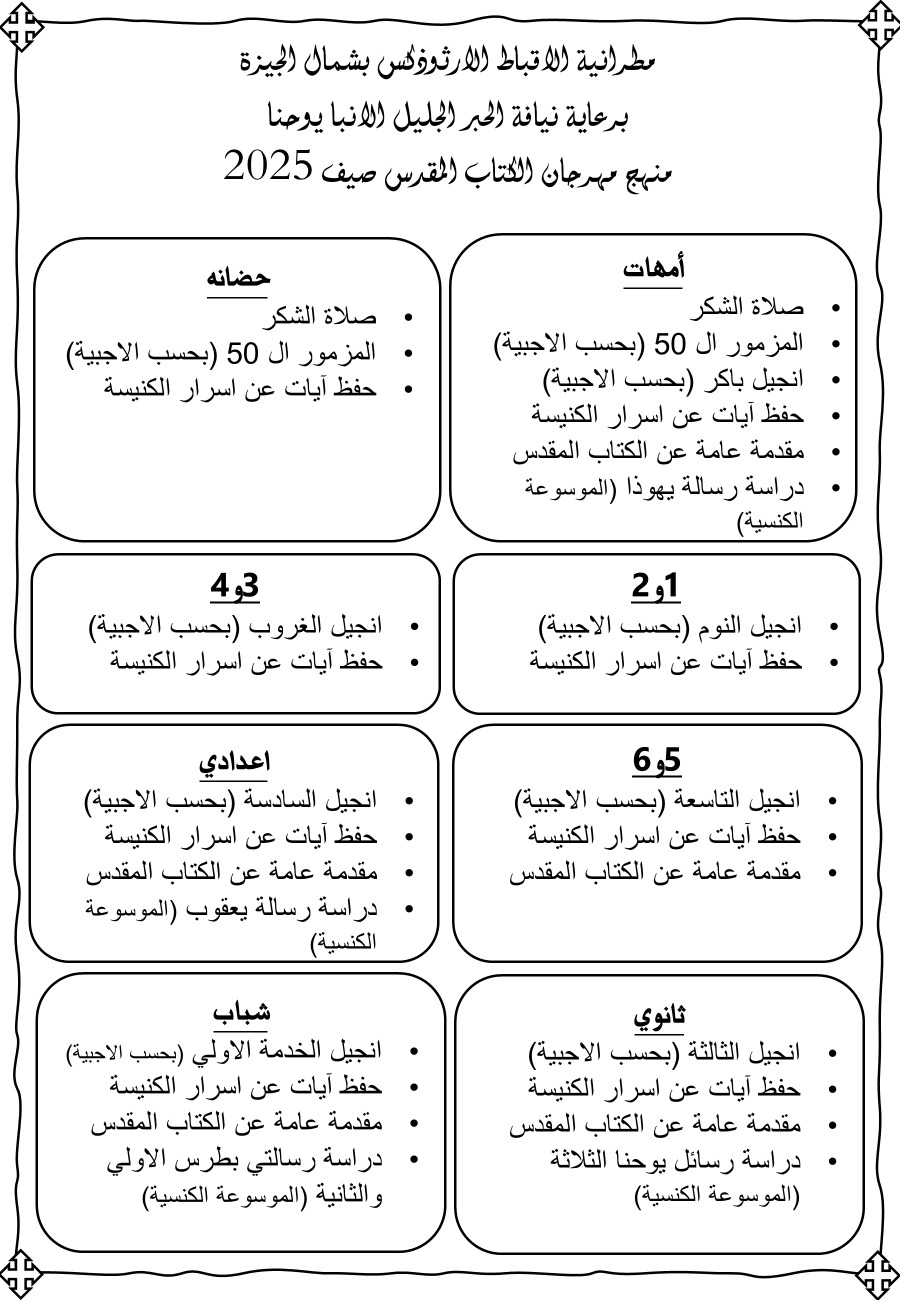 مطرانية الاقباط الارثوذكس بشمال الجيزة
برعاية نيافة الحبر الجليل الانبا يوحنا
منهج مهرجان الكتاب المقدس صيف 2025
أمهات
• صلاة الشكر
• المزمور ال 50 (بحسب الاجبية)
• انجيل باكر (بحسب الاجبية)
• حفظ آيات عن اسرار الكنيسة
• مقدمة عامة عن الكتاب المقدس
• دراسة رسالة يهوذا (الموسوعة
الكنسية)
حضانه
• صلاة الشكر
• المزمور ال 50 (بحسب الاجبية)
• حفظ آيات عن اسرار الكنيسة
1و2
• انجيل النوم (بحسب الاجبية)
• حفظ آيات عن اسرار الكنيسة
3و4
• انجيل الغروب (بحسب الاجبية)
• حفظ آيات عن اسرار الكنيسة
5و6
• انجيل التاسعة (بحسب الاجبية)
• حفظ آيات عن اسرار الكنيسة
• مقدمة عامة عن الكتاب المقدس
اعدادي
• انجيل السادسة (بحسب الاجبية)
• حفظ آيات عن اسرار الكنيسة
• مقدمة عامة عن الكتاب المقدس
• دراسة رسالة يعقوب (الموسوعة
الكنسية)
ثانوي
• انجيل الثالثة (بحسب الاجبية)
• حفظ آيات عن اسرار الكنيسة
• مقدمة عامة عن الكتاب المقدس
• دراسة رسائل يوحنا الثلاثة
(الموسوعة الكنسية)
شباب
• انجيل الخدمة الاولي (بحسب الاجبية)
• حفظ آيات عن اسرار الكنيسة
• مقدمة عامة عن الكتاب المقدس
• دراسة رسالتي بطرس الاولي
والثانية (الموسوعة الكنسية)